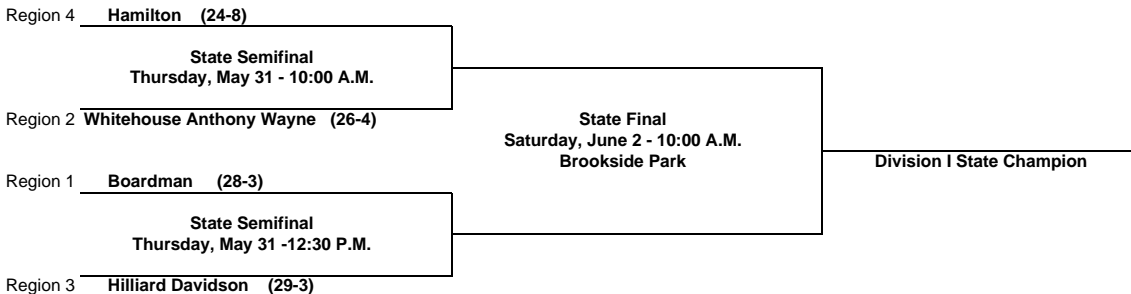 Region 4 Hamilton (24-8)
State Semifinal
Thursday, May 31 - 10:00 A.M.
Region 2 Whitehouse Anthony Wayne (26-4)
State Final
Saturday, June 2 - 10:00 A.M.
Brookside Park
Division I State Champion
Region 1 Boardman (28-3)
State Semifinal
Thursday, May 31 -12:30 P.M.
Region 3 Hilliard Davidson (29-3)